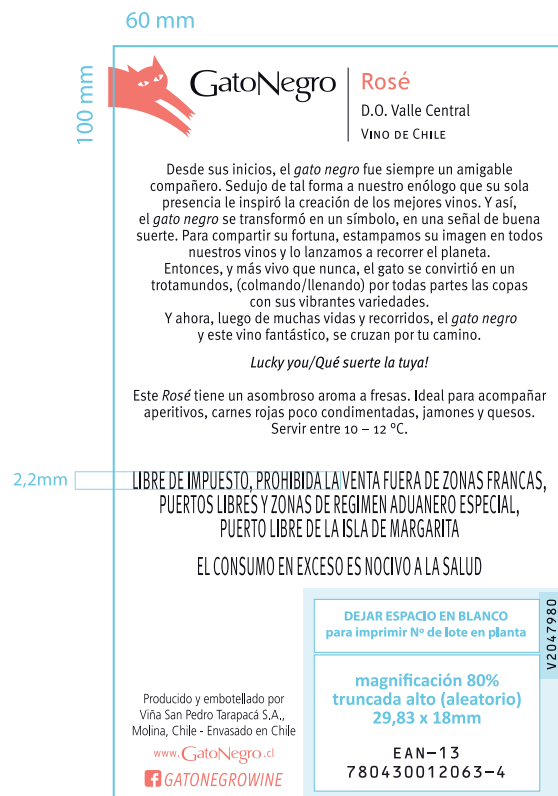 60 mm
100 mm
GatoNegro
Rosé
D.O. Valle Central
VINO DE CHILE
Desde sus inicios, el gato negro fue siempre un amigable
compañero. Sedujo de tal forma a nuestro enólogo que su sola
presencia le inspiró la creación de los mejores vinos. Y así,
el gato negro se transformó en un símbolo, en una señal de buena
suerte. Para compartir su fortuna, estampamos su imagen en todos
nuestros vinos y lo lanzamos a recorrer el planeta.
Entonces, y más vivo que nunca, el gato se convirtió en un
trotamundos, (colmando/llenando) por todas partes las copas
con sus vibrantes variedades.
Y ahora, luego de muchas vidas y recorridos, el gato negro
y este vino fantástico, se cruzan por tu camino.
Lucky you/Qué suerte la tuya!
Este Rosé tiene un asombroso aroma a fresas. Ideal para acompañar
aperitivos, carnes rojas poco condimentadas, jamones y quesos.
Servir entre 10 – 12 °C.
2,2mm
LIBRE DE IMPUESTO, PROHIBIDA LA VENTA FUERA DE ZONAS FRANCAS,
PUERTOS LIBRES Y ZONAS DE REGIMEN ADUANERO ESPECIAL,
PUERTO LIBRE DE LA ISLA DE MARGARITA
EL CONSUMO EN EXCESO ES NOCIVO A LA SALUD
DEJAR ESPACIO EN BLANCO
para imprimir Nº de lote en planta
V2047980
magnificación 80%
truncada alto (aleatorio)
29,83 x 18mm
EAN-13
780430012063-4
Producido y embotellado por
Viña San Pedro Tarapacá S.A.,
Molina, Chile - Envasado en Chile
www.GatoNegro.cl
f GATONEGROWINE